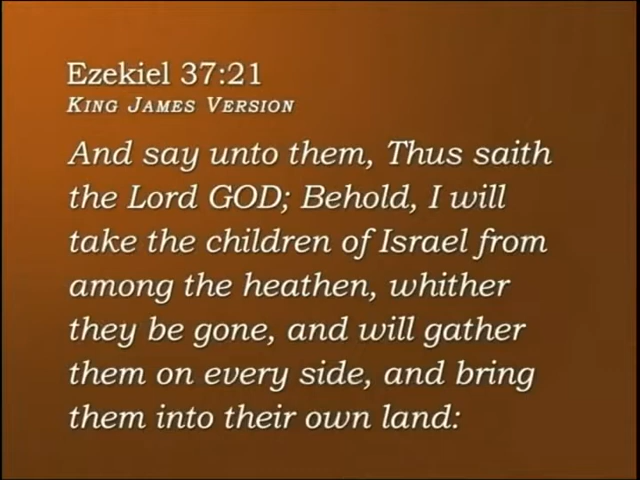 Ezekiel 37:21
KING JAMES VERSION
And say unto them, Thus saith
the Lord GOD; Behold, I will
take the children of Israel from
among the heathen, whither
they be gone, and will gather
them on every side, and bring
them into their own land: